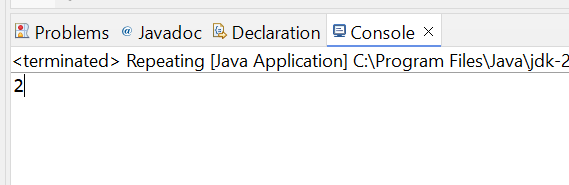 Problems @ Javadoc Declaration Console ×
<terminated> Repeating [Java Application] C:\Program Files\Java\jdk-2
2